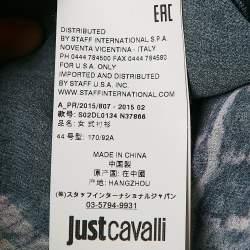 EAC
DISTRIBUTED
BY STAFF INTERNATIONAL S.P.A.
NOVENTA VICENTINA - ITALY
PH 0444 784500 FAX 0444 784580
FOR U.S.A. ONLY
IMPORTED AND DISTRIBUTED
BY STAFF U.S.A. INC.
WWW.STAFFINTERNATIONAL.COM
A_PR/2015/807 - 2015 02
款号: S02DL0134 N37866
品名: 女式衬衫
44 号型: 170/92A
MADE IN CHINA
中国製
原产国: 在中國
产地: HANGZHOU
(株)スタッフインターナショナルジャパン
03-5794-9931
justcavalli